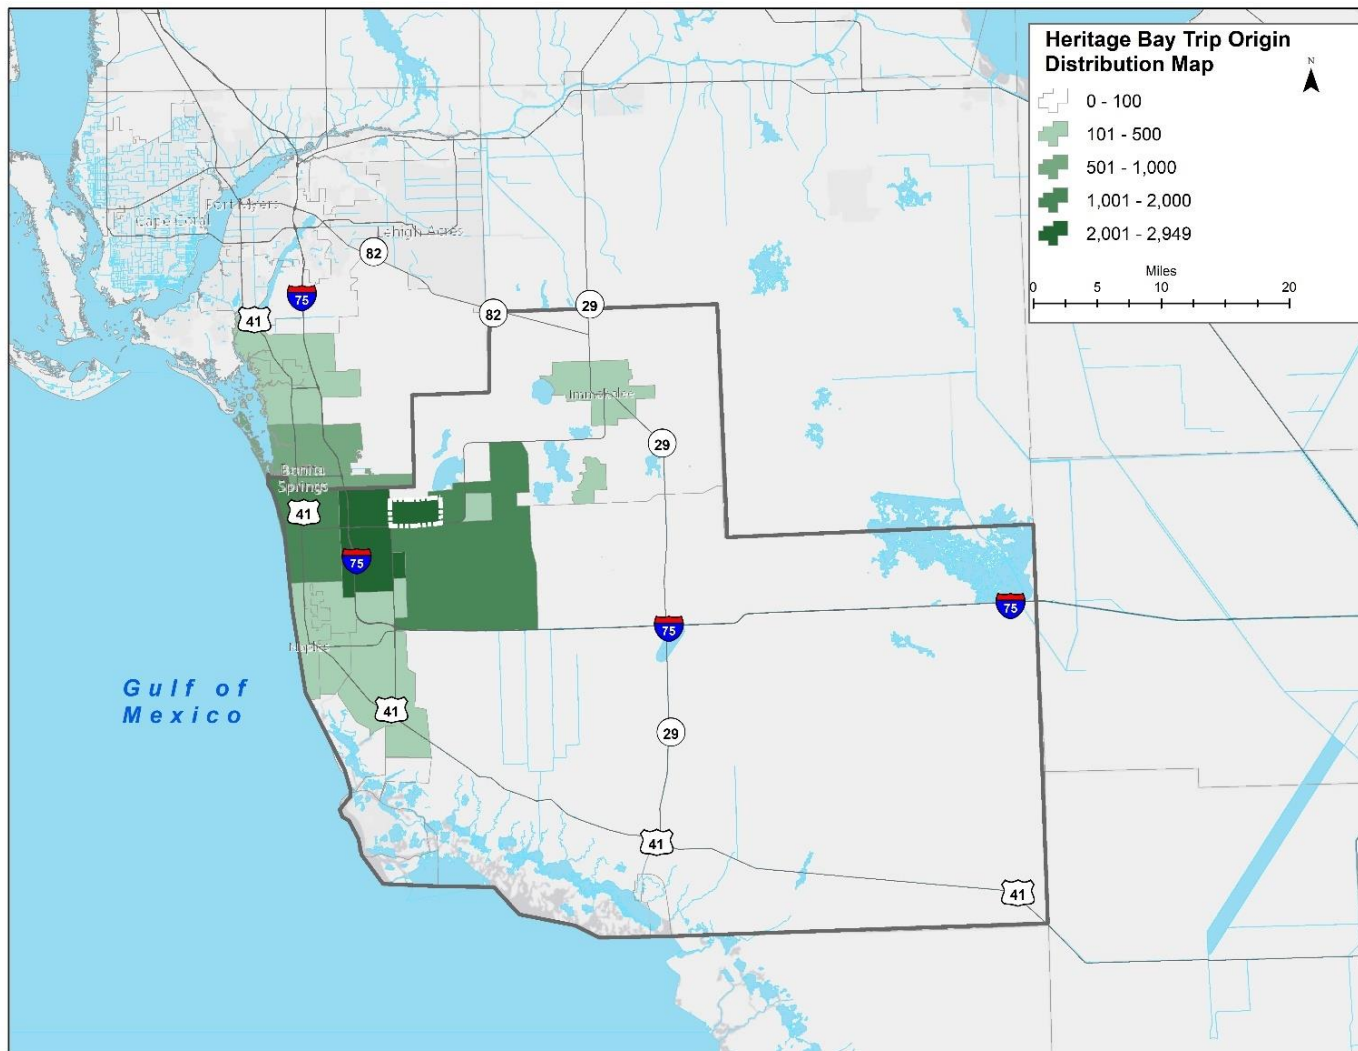 Heritage Bay Trip Origin
Distribution Map
N
0 - 100
101 - 500
501 - 1,000
1,001 - 2,000
2,001 - 2,949
Miles
0 5 10 20
Fort Myers
Cape Coral
Lehigh Acres
82
75
41
82
29
Immokalee
29
Bonita
Springs
41
75
75
75
Naples
Gulf of
Mexico
41
29
41
41